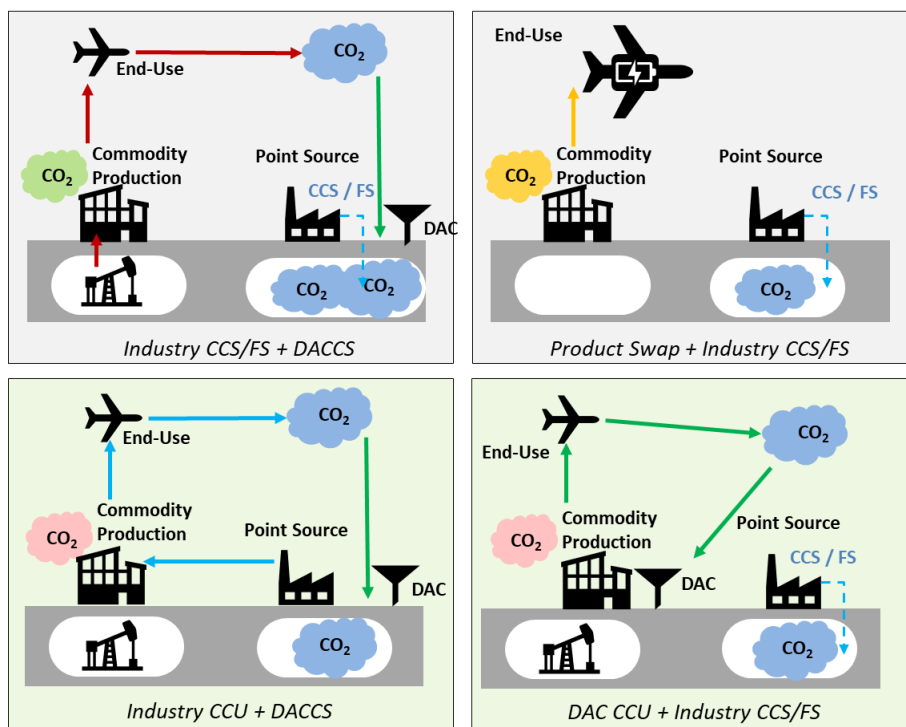 CO2
End-Use
CO2
Commodity
Production
Point Source
CCS / FS
DAC
CO2
CO2
Industry CCS/FS + DACCS
End-Use
CO2
Commodity
Production
Point Source
CCS / FS
CO2
Product Swap + Industry CCS/FS
CO2
End-Use
CO2
Commodity
Production
Point Source
DAC
CO2
Industry CCU + DACCS
CO2
End-Use
CO2
Commodity
Production
Point Source
CCS / FS
DAC
CO2
DAC CCU + Industry CCS/FS